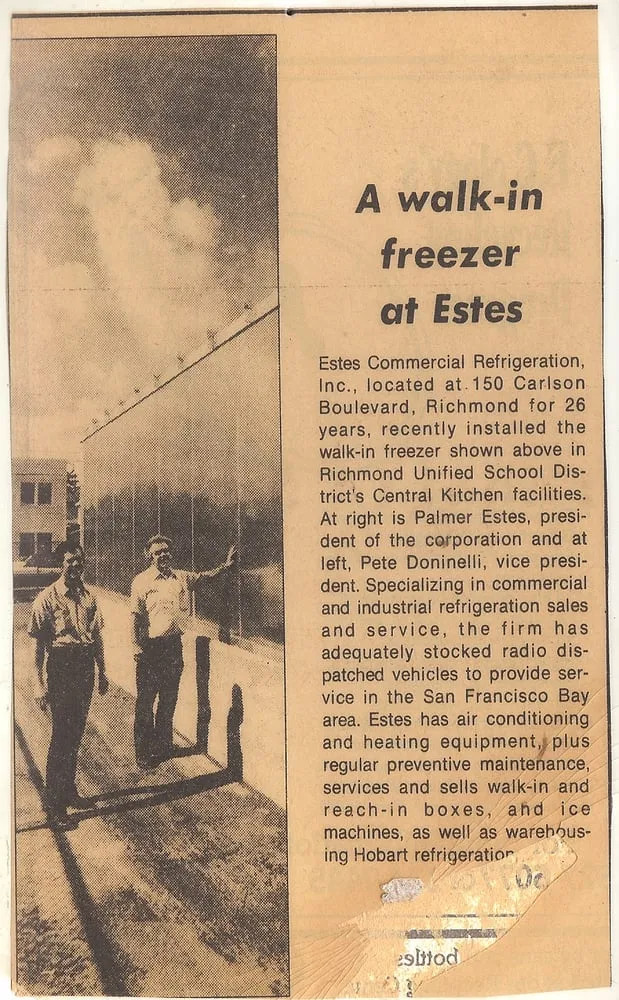 A walk-in
freezer
at Estes
Estes Commercial Refrigeration,
Inc., located at 150 Carlson
Boulevard, Richmond for 26
years, recently installed the
walk-in freezer shown above in
Richmond Unified School Dis-
trict's Central Kitchen facilities.
At right is Palmer Estes, presi-
dent of the corporation and at
left, Pete Doninelli, vice presi-
dent. Specializing in commercial
and industrial refrigeration sales
and service, the firm has
adequately stocked radio dis-
patched vehicles to provide ser-
vice in the San Francisco Bay
area. Estes has air conditioning
and heating equipment, plus
regular preventive maintenance,
services and sells walk-in and
reach-in boxes, and ice
machines, as well as warehous-
ing Hobart refrigeration
bottles